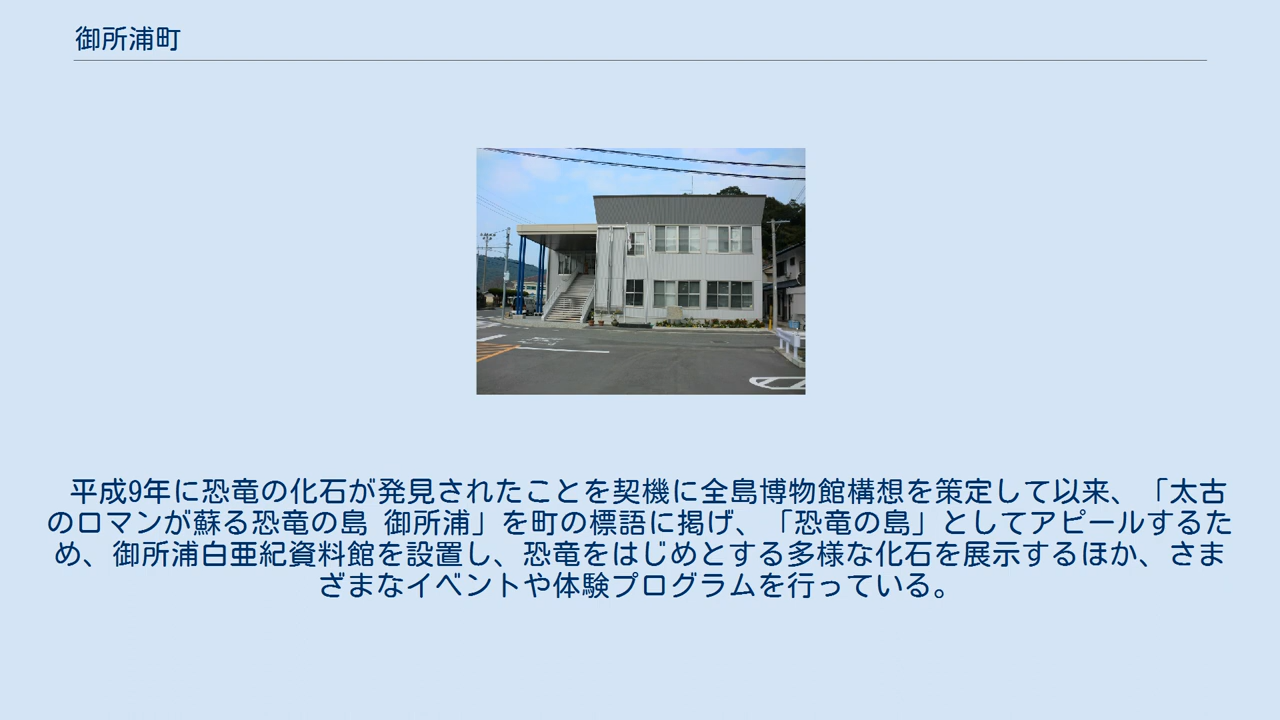 御所浦町
平成9年に恐竜の化石が発見されたことを契機に全島博物館構想を策定して以来、「太古
のロマンが蘇る恐竜の島 御所浦」を町の標語に掲げ、「恐竜の島」としてアピールするた
め、御所浦白亜紀資料館を設置し、恐竜をはじめとする多様な化石を展示するほか、さま
ざまなイベントや体験プログラムを行っている。